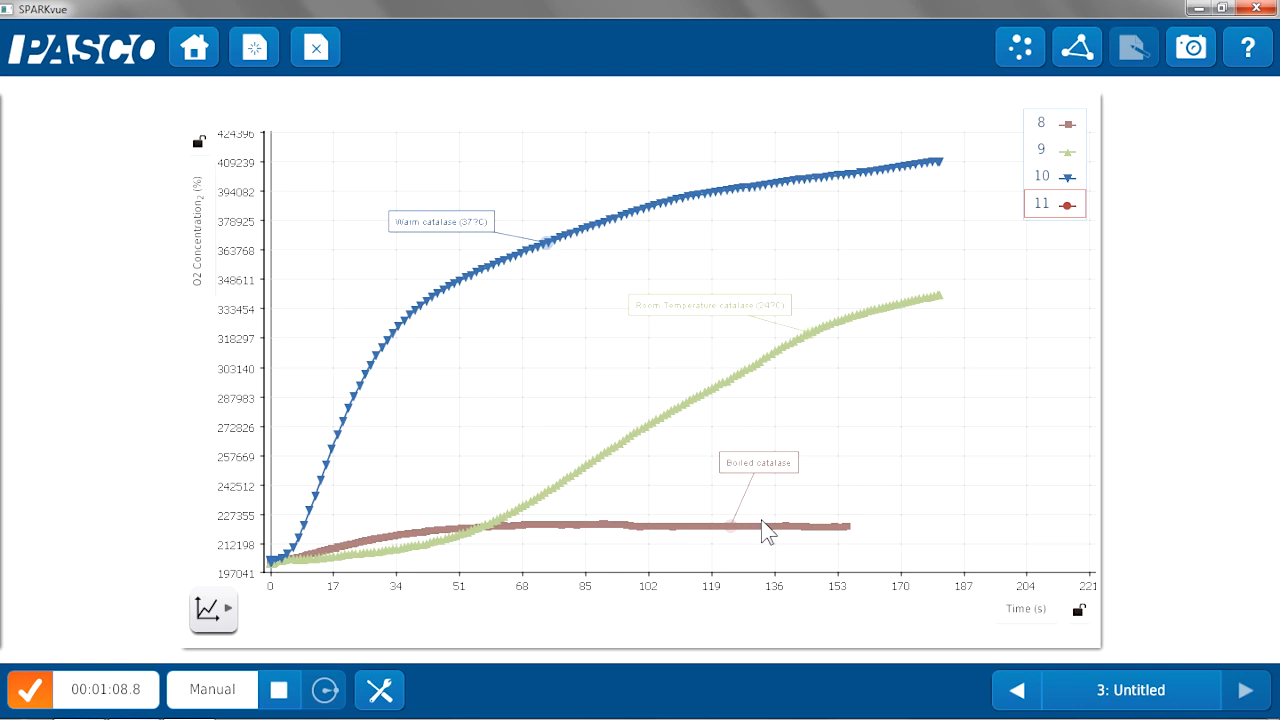 SPARKvue
PASCO
?
424396
409239
394082
378925
363768
348611
333454
318297
303140
287983
272826
257669
242512
227355
212198
197041
O2 Concentration₂ (%)
8
9
10
11
Warm catalase (37?C)
Room Temperature catalase (24?C)
Boiled catalase
0 17 34 51 68 85 102 119 136 153 170 187 204 221
Time (s)
00:01:08.8
Manual
3: Untitled